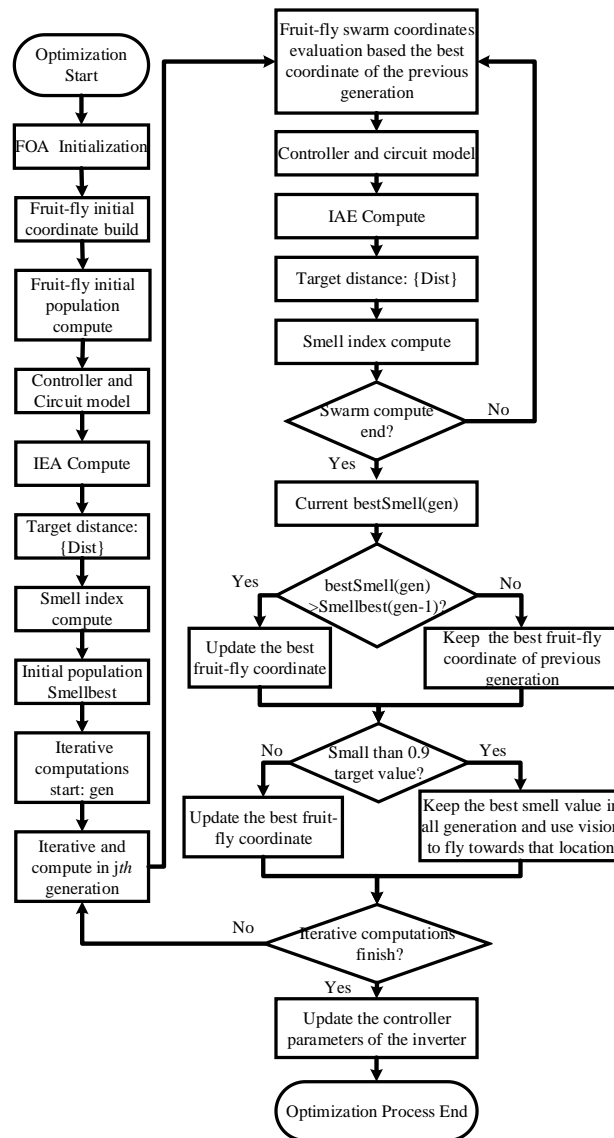 Optimization
Start
FOA Initialization
Fruit-fly initial
coordinate build
Fruit-fly initial
population
compute
Controller and
Circuit model
IEA Compute
Target distance:
{Dist}
Smell index
compute
Initial population
Smellbest
Iterative
computations
start: gen
Iterative and
compute in jth
generation
Fruit-fly swarm coordinates
evaluation based the best
coordinate of the previous
generation
Controller and circuit model
IAE Compute
Target distance: {Dist}
Smell index compute
Swarm compute
end?
No
Yes
Current bestSmell(gen)
bestSmell(gen)
>Smellbest(gen-1)?
Yes
No
Update the best
fruit-fly coordinate
Keep the best fruit-fly
coordinate of previous
generation
Small than 0.9
target value?
No
Yes
Update the best fruit-
fly coordinate
Keep the best smell value in
all generation and use vision
to fly towards that location
Iterative computations
finish?
No
Yes
Update the controller
parameters of the inverter
Optimization Process End